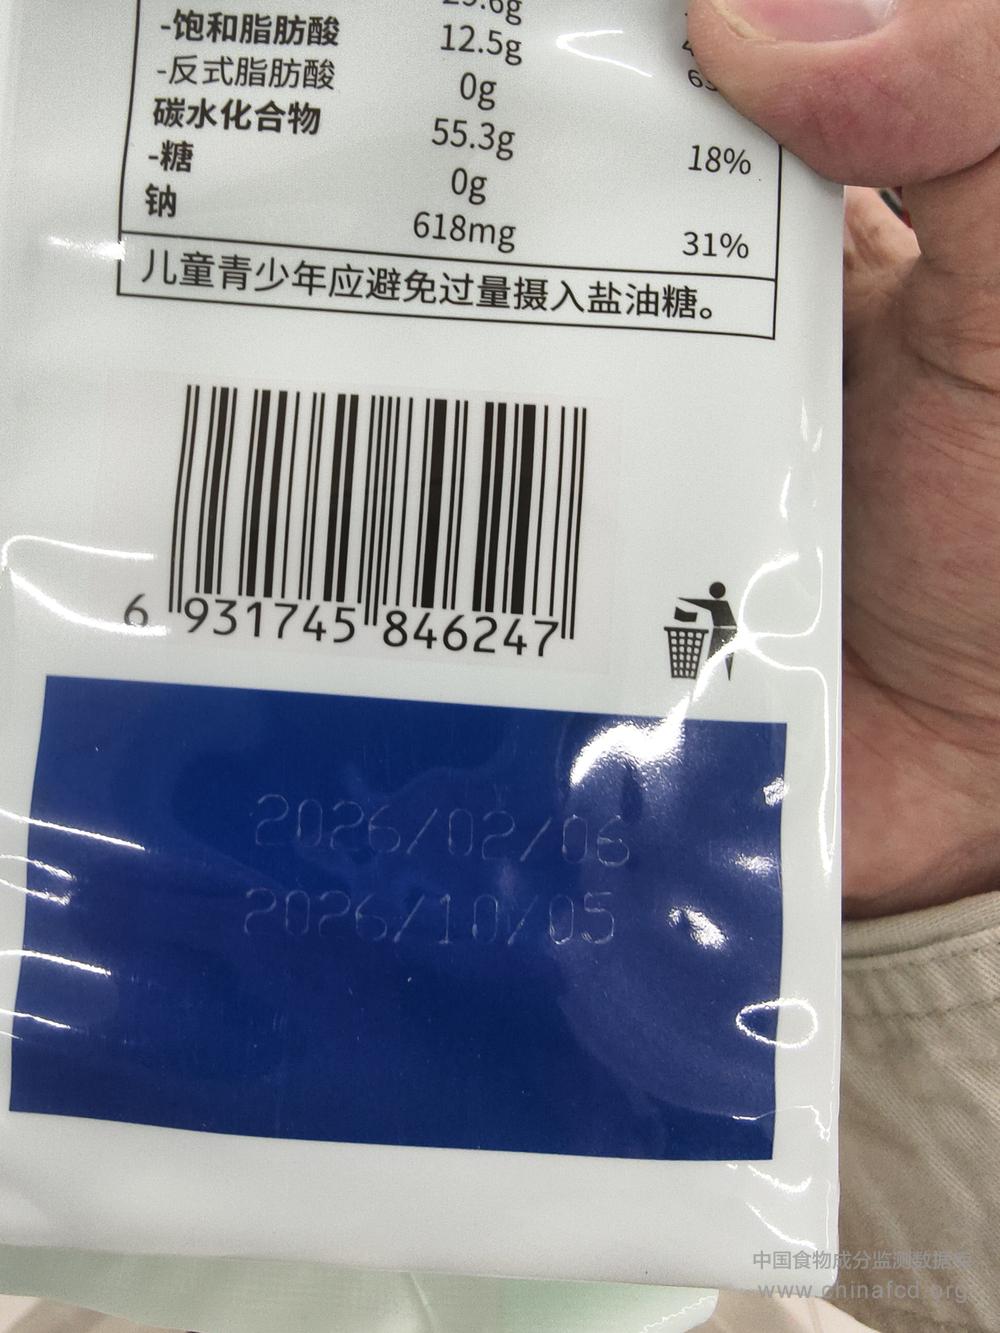 -饱和脂肪酸 12.5g
-反式脂肪酸 0g
碳水化合物 55.3g 18%
-糖 0g
钠 618mg 31%
儿童青少年应避免过量摄入盐油糖。
6 931745 846247
2026/02/06
2026/10/05
中国食物成分监测数据库
www.chinafcd.org